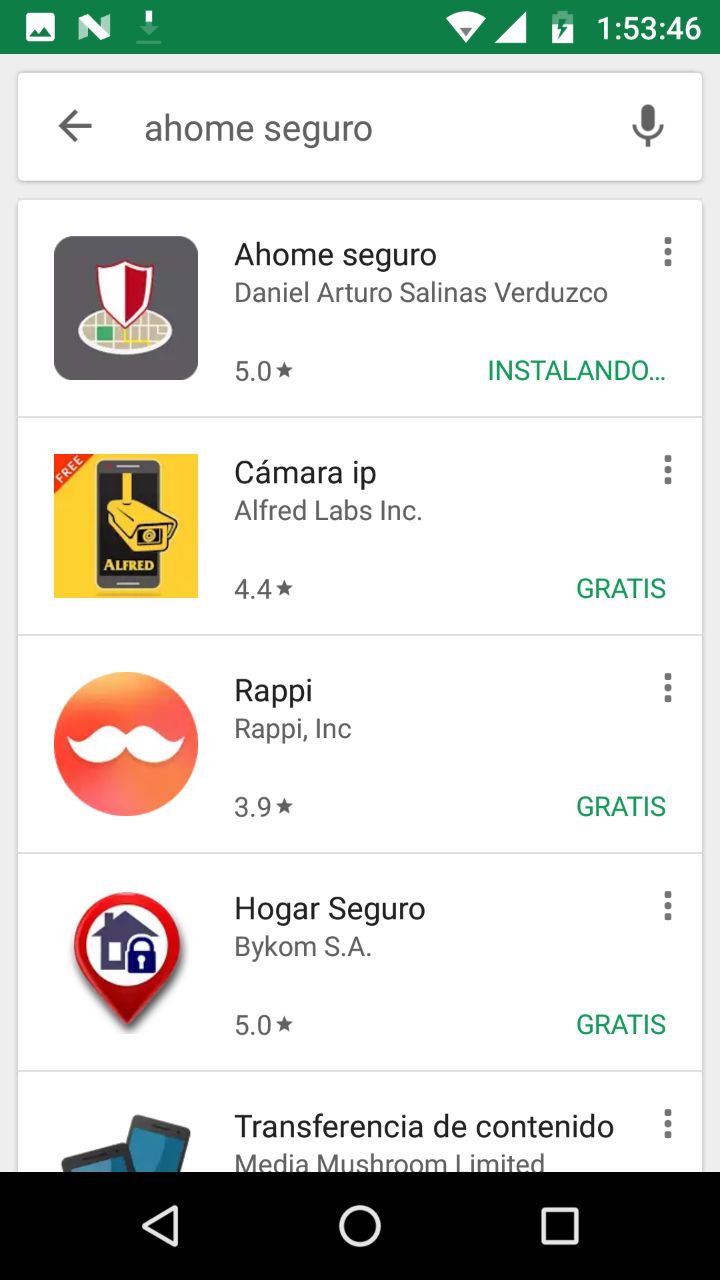 1:53:46
ahome seguro
Ahome seguro
Daniel Arturo Salinas Verduzco
5.0
INSTALANDO...
FREE
ALFRED
Cámara ip
Alfred Labs Inc.
4.4
GRATIS
Rappi
Rappi, Inc
3.9
GRATIS
Hogar Seguro
Bykom S.A.
5.0
GRATIS
Transferencia de contenido
Media Mushroom Limited